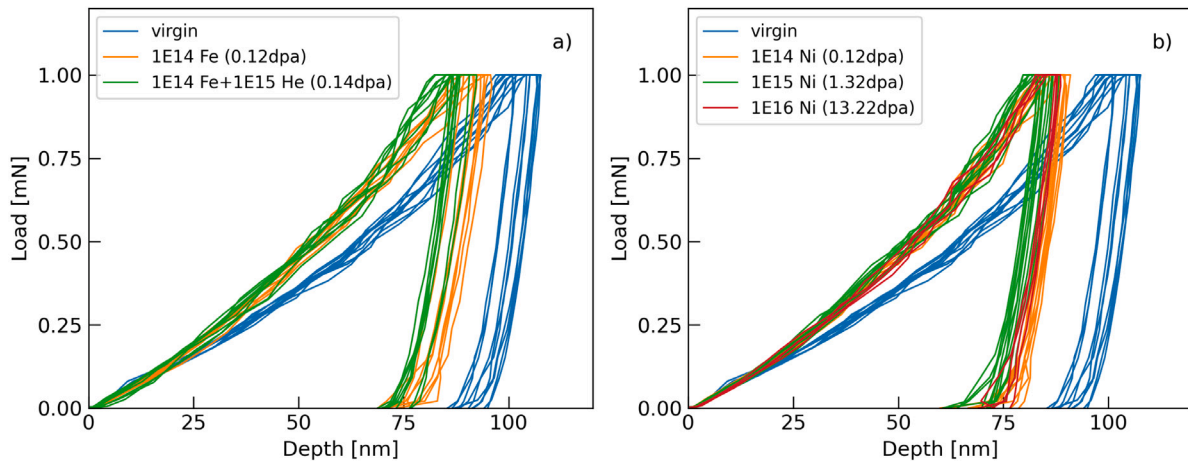 virgin
1E14 Fe (0.12dpa)
1E14 Fe+1E15 He (0.14dpa)
a)
1.00
0.75
0.50
0.25
0.00
Load [mN]
0
25
50
75
100
Depth [nm]
virgin
1E14 Ni (0.12dpa)
1E15 Ni (1.32dpa)
1E16 Ni (13.22dpa)
b)
1.00
0.75
0.50
0.25
0.00
Load [mN]
0
25
50
75
100
Depth [nm]